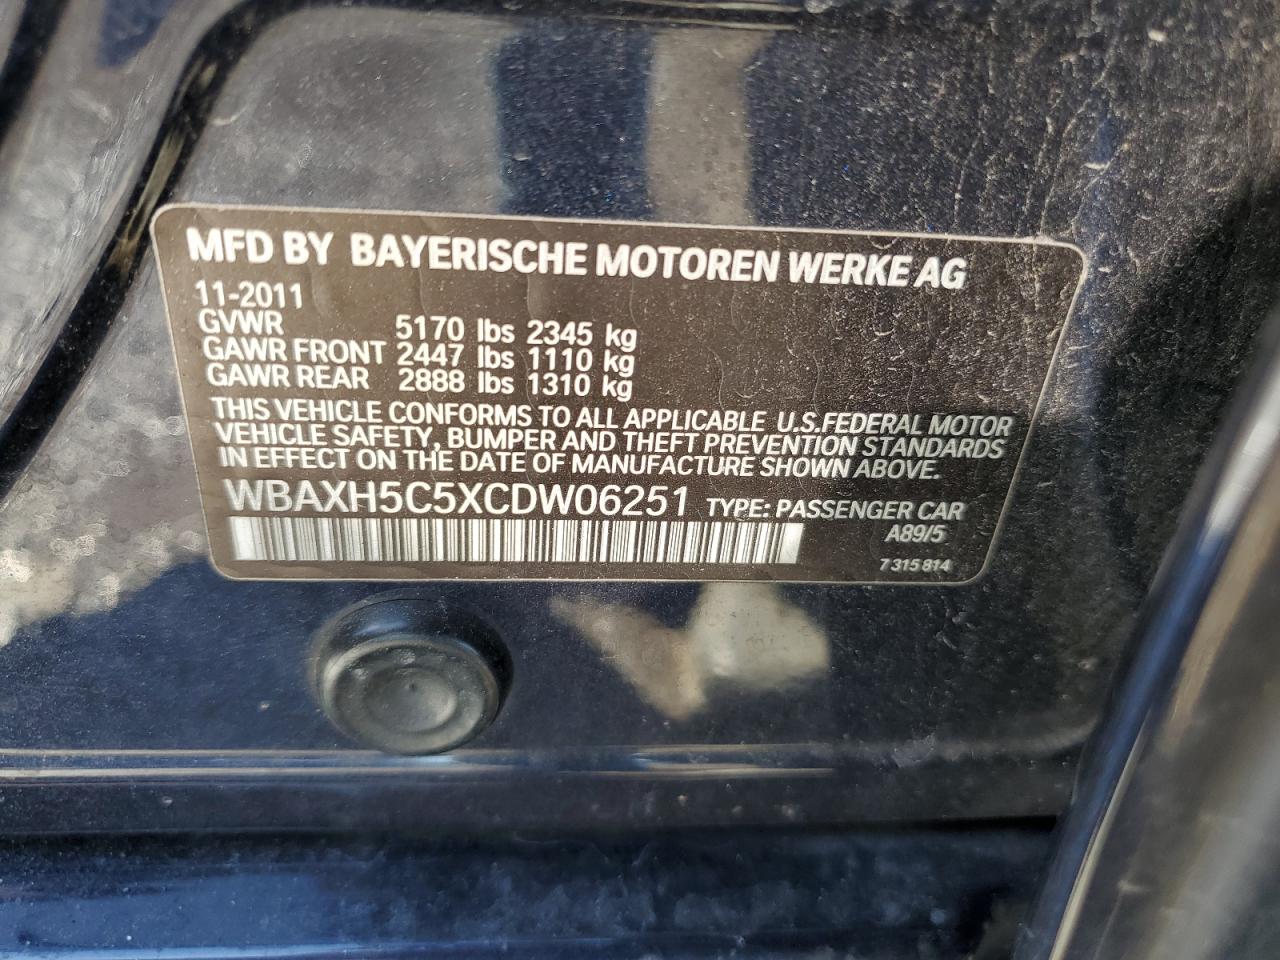 MFD BY BAYERISCHE MOTOREN WERKE AG
11-2011
GVWR 5170 lbs 2345 kg
GAWR FRONT 2447 lbs 1110 kg
GAWR REAR 2888 lbs 1310 kg
THIS VEHICLE CONFORMS TO ALL APPLICABLE U.S.FEDERAL MOTOR
VEHICLE SAFETY, BUMPER AND THEFT PREVENTION STANDARDS
IN EFFECT ON THE DATE OF MANUFACTURE SHOWN ABOVE.
WBAXH5C5XCDW06251 TYPE: PASSENGER CAR
A89/5
7 315 814